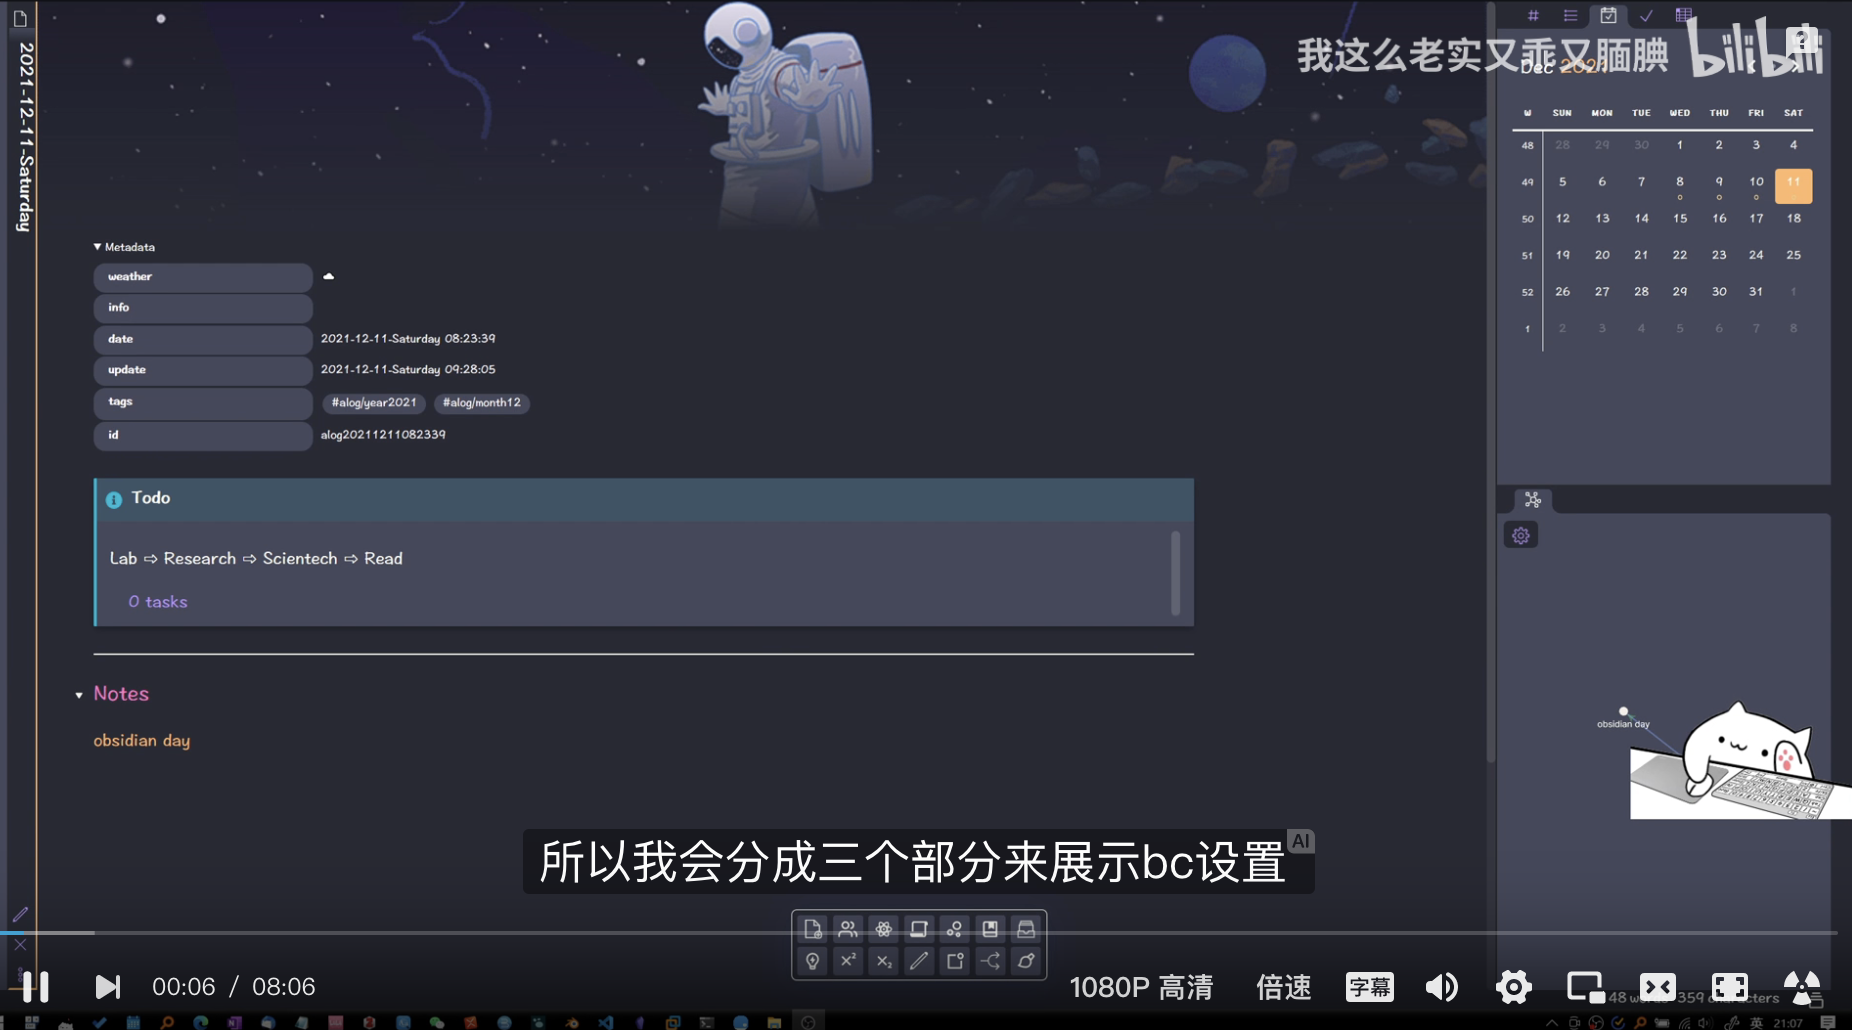 2021-12-11-Saturday
我这么老实又乖又腼腆
bilibili
Dec 2021
W SUN MON TUE WED THU FRI SAT
48 28 29 30 1 2 3 4
49 5 6 7 8 9 10 11
50 12 13 14 15 16 17 18
51 19 20 21 22 23 24 25
52 26 27 28 29 30 31 1
1 2 3 4 5 6 7 8
Metadata
weather
info
date 2021-12-11-Saturday 08:23:39
update 2021-12-11-Saturday 09:28:05
tags #alog/year2021 #alog/month12
id alog20211211082339
Todo
Lab ⇨ Research ⇨ Scientech ⇨ Read
0 tasks
Notes
obsidian day
obsidian day
所以我会分成三个部分来展示bc设置
AI
00:06 / 08:06
1080P 高清
倍速
字幕
48 words 359 characters
英 21:07